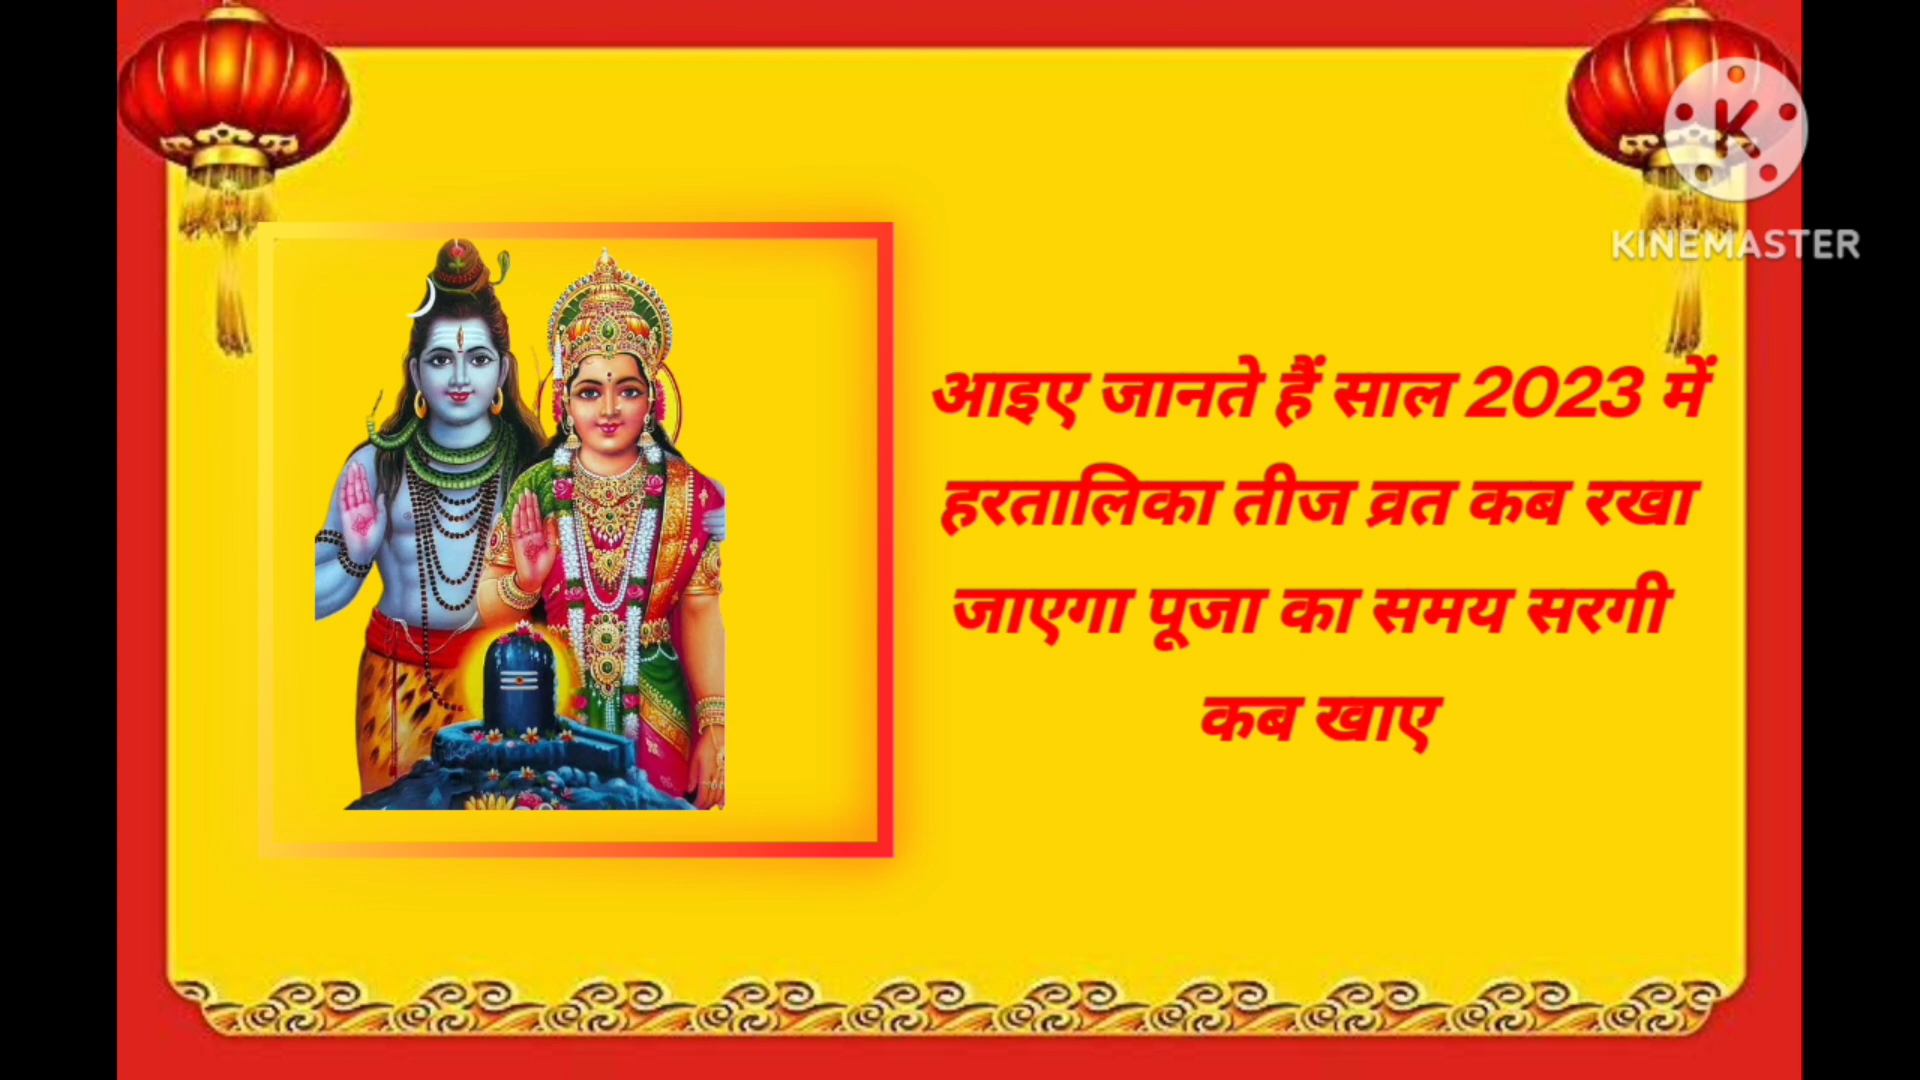 K
KINEMASTER
आइए जानते हैं साल 2023 में
हरतालिका तीज व्रत कब रखा
जाएगा पूजा का समय सरगी
कब खाए